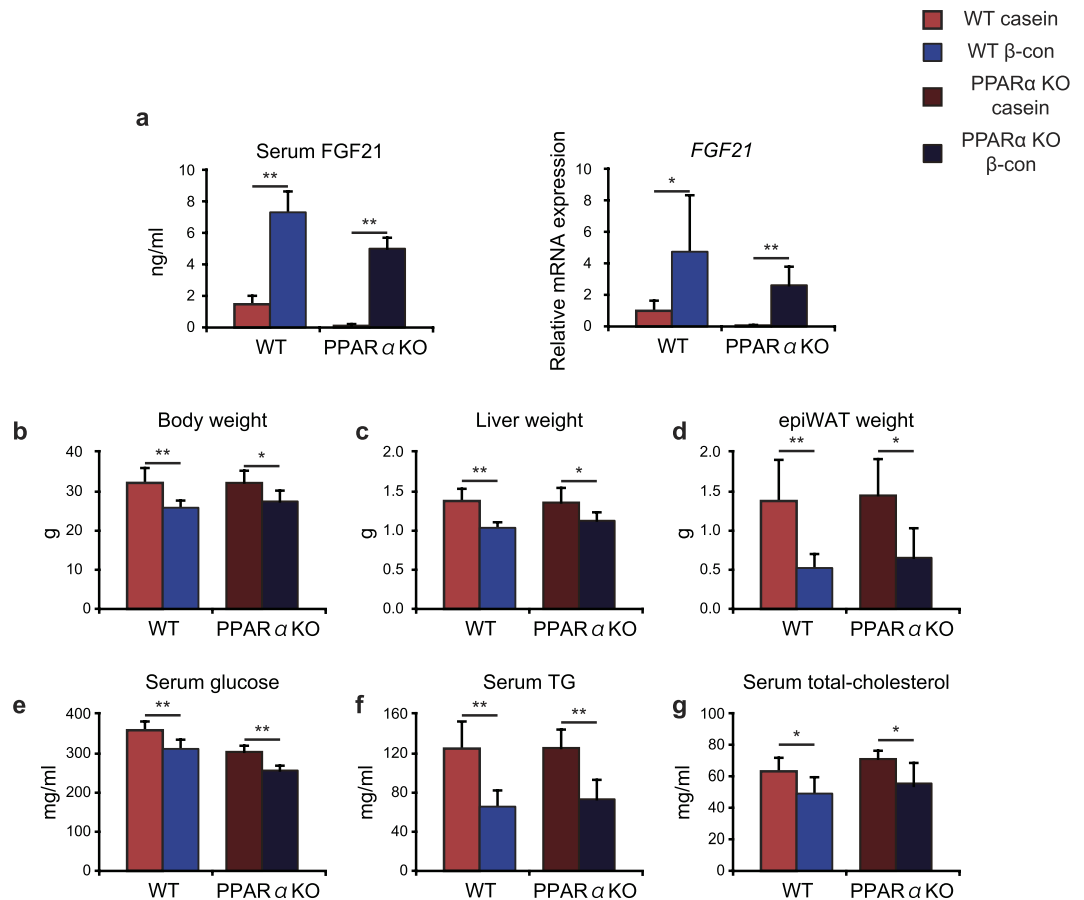 WT casein
WT β-con
PPARα KO
casein
PPARα KO
β-con
a
Serum FGF21
ng/ml
10
8
6
4
2
0
**
**
WT
PPAR α KO
FGF21
Relative mRNA expression
10
8
6
4
2
0
*
**
WT
PPAR α KO
b
Body weight
g
40
30
20
10
0
**
*
WT
PPAR α KO
c
Liver weight
g
2.0
1.5
1.0
0.5
0.0
**
*
WT
PPAR α KO
d
epiWAT weight
g
2.0
1.5
1.0
0.5
0.0
**
*
WT
PPAR α KO
e
Serum glucose
mg/ml
400
300
200
100
0
**
**
WT
PPAR α KO
f
Serum TG
mg/ml
160
120
80
40
0
**
**
WT
PPAR α KO
g
Serum total-cholesterol
mg/ml
100
80
60
40
20
0
*
*
WT
PPAR α KO